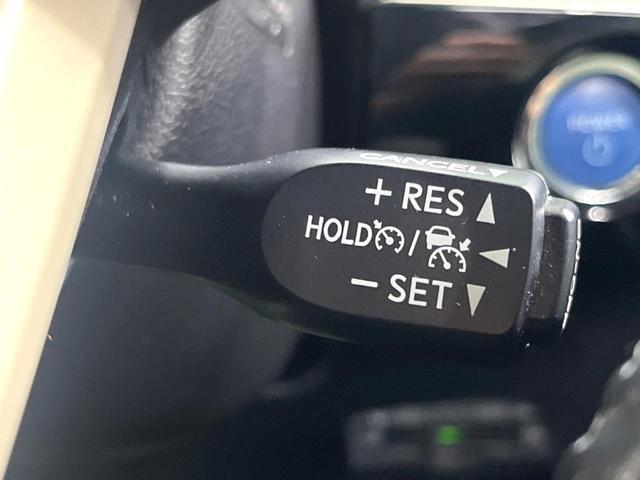 CANCEL▼
+ RES ▲
HOLD / ◀
− SET ▼
POWER